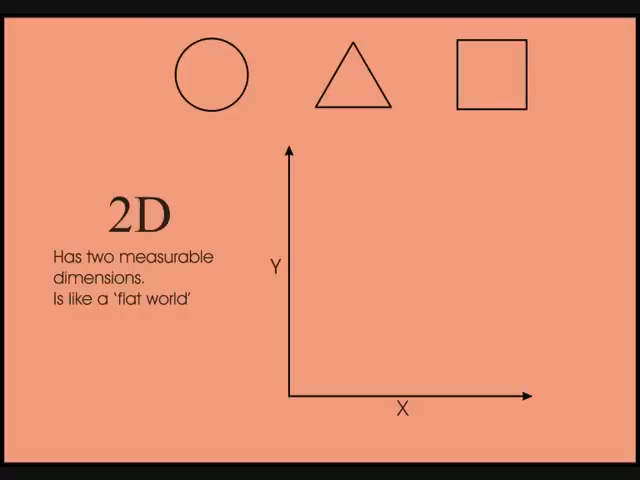 2D
Has two measurable
dimensions.
Is like a ‘flat world’
Y
X